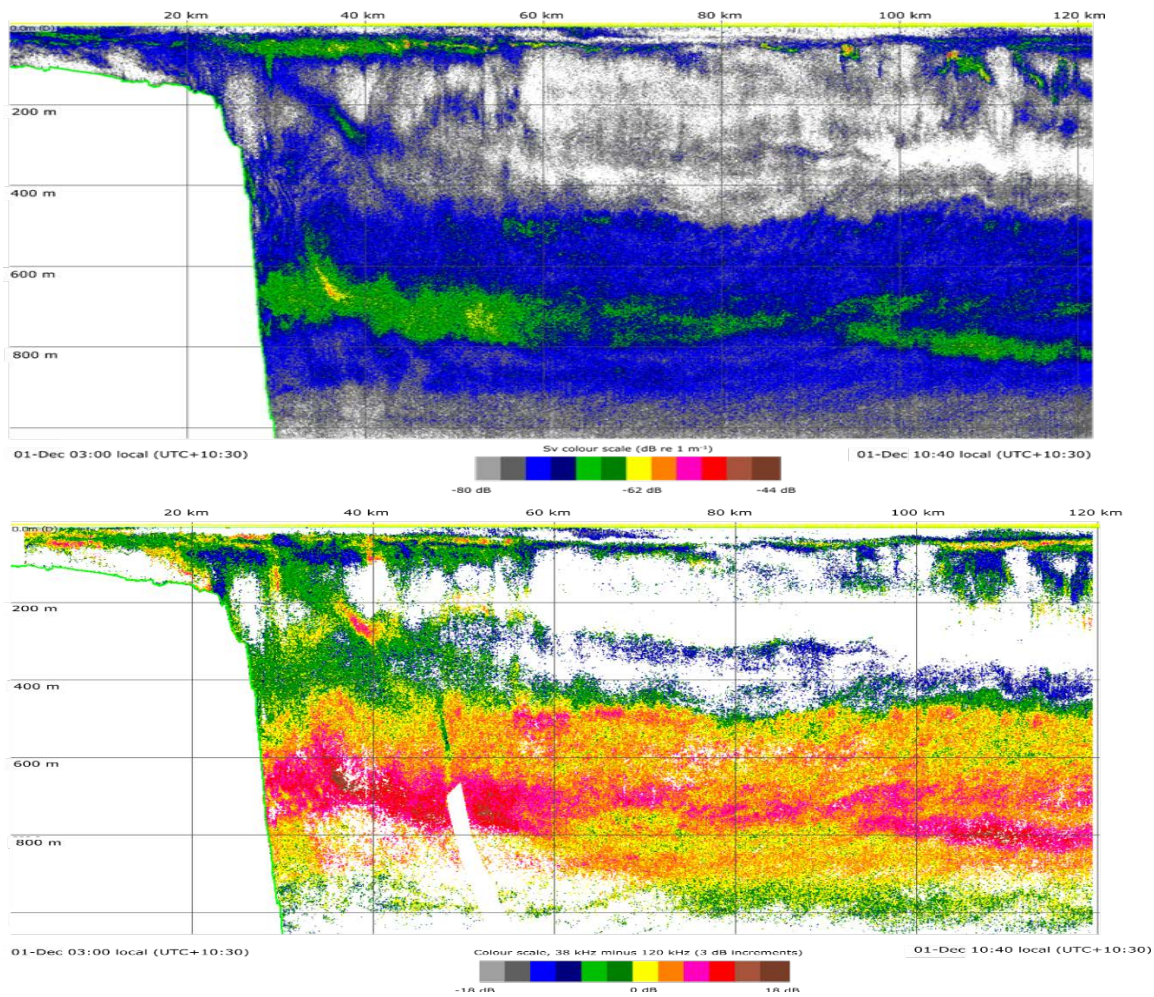 20 km 40 km 60 km 80 km 100 km 120 km
0.0m (D)
200 m
400 m
600 m
800 m
Sv colour scale (dB re 1 m⁻¹)
01-Dec 03:00 local (UTC+10:30) 01-Dec 10:40 local (UTC+10:30)
-80 dB -62 dB -44 dB
20 km 40 km 60 km 80 km 100 km 120 km
0.0m (D)
200 m
400 m
600 m
800 m
01-Dec 03:00 local (UTC+10:30) Colour scale, 38 kHz minus 120 kHz (3 dB increments) 01-Dec 10:40 local (UTC+10:30)
-18 dB 0 dB 18 dB